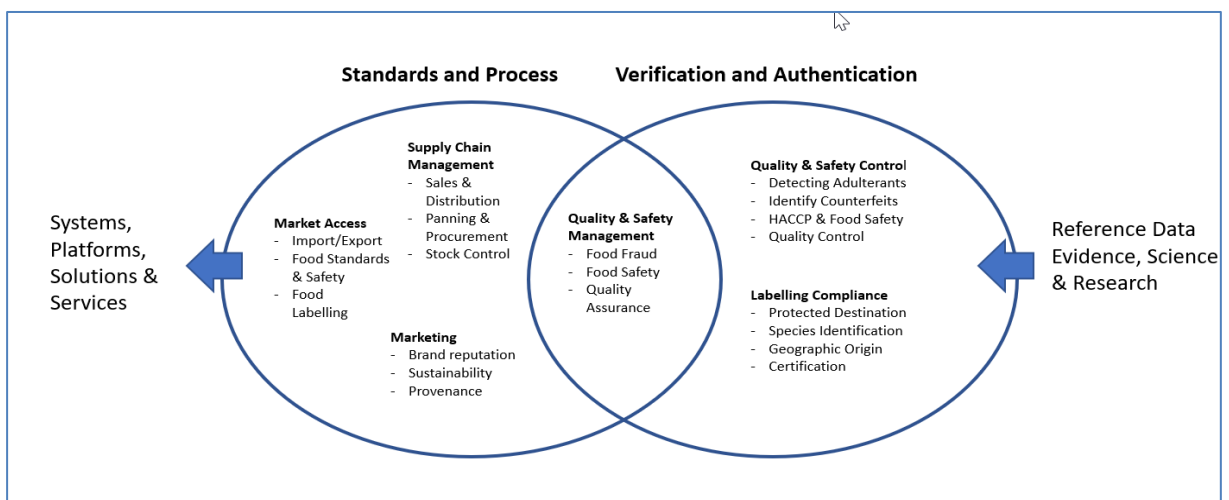 Standards and Process
Verification and Authentication
Systems,
Platforms,
Solutions &
Services
Market Access
- Import/Export
- Food Standards
& Safety
- Food
Labelling
Supply Chain
Management
- Sales &
Distribution
- Panning &
Procurement
- Stock Control
Marketing
- Brand reputation
- Sustainability
- Provenance
Quality & Safety
Management
- Food Fraud
- Food Safety
- Quality
Assurance
Quality & Safety Control
- Detecting Adulterants
- Identify Counterfeits
- HACCP & Food Safety
- Quality Control
Labelling Compliance
- Protected Destination
- Species Identification
- Geographic Origin
- Certification
Reference Data
Evidence, Science
& Research